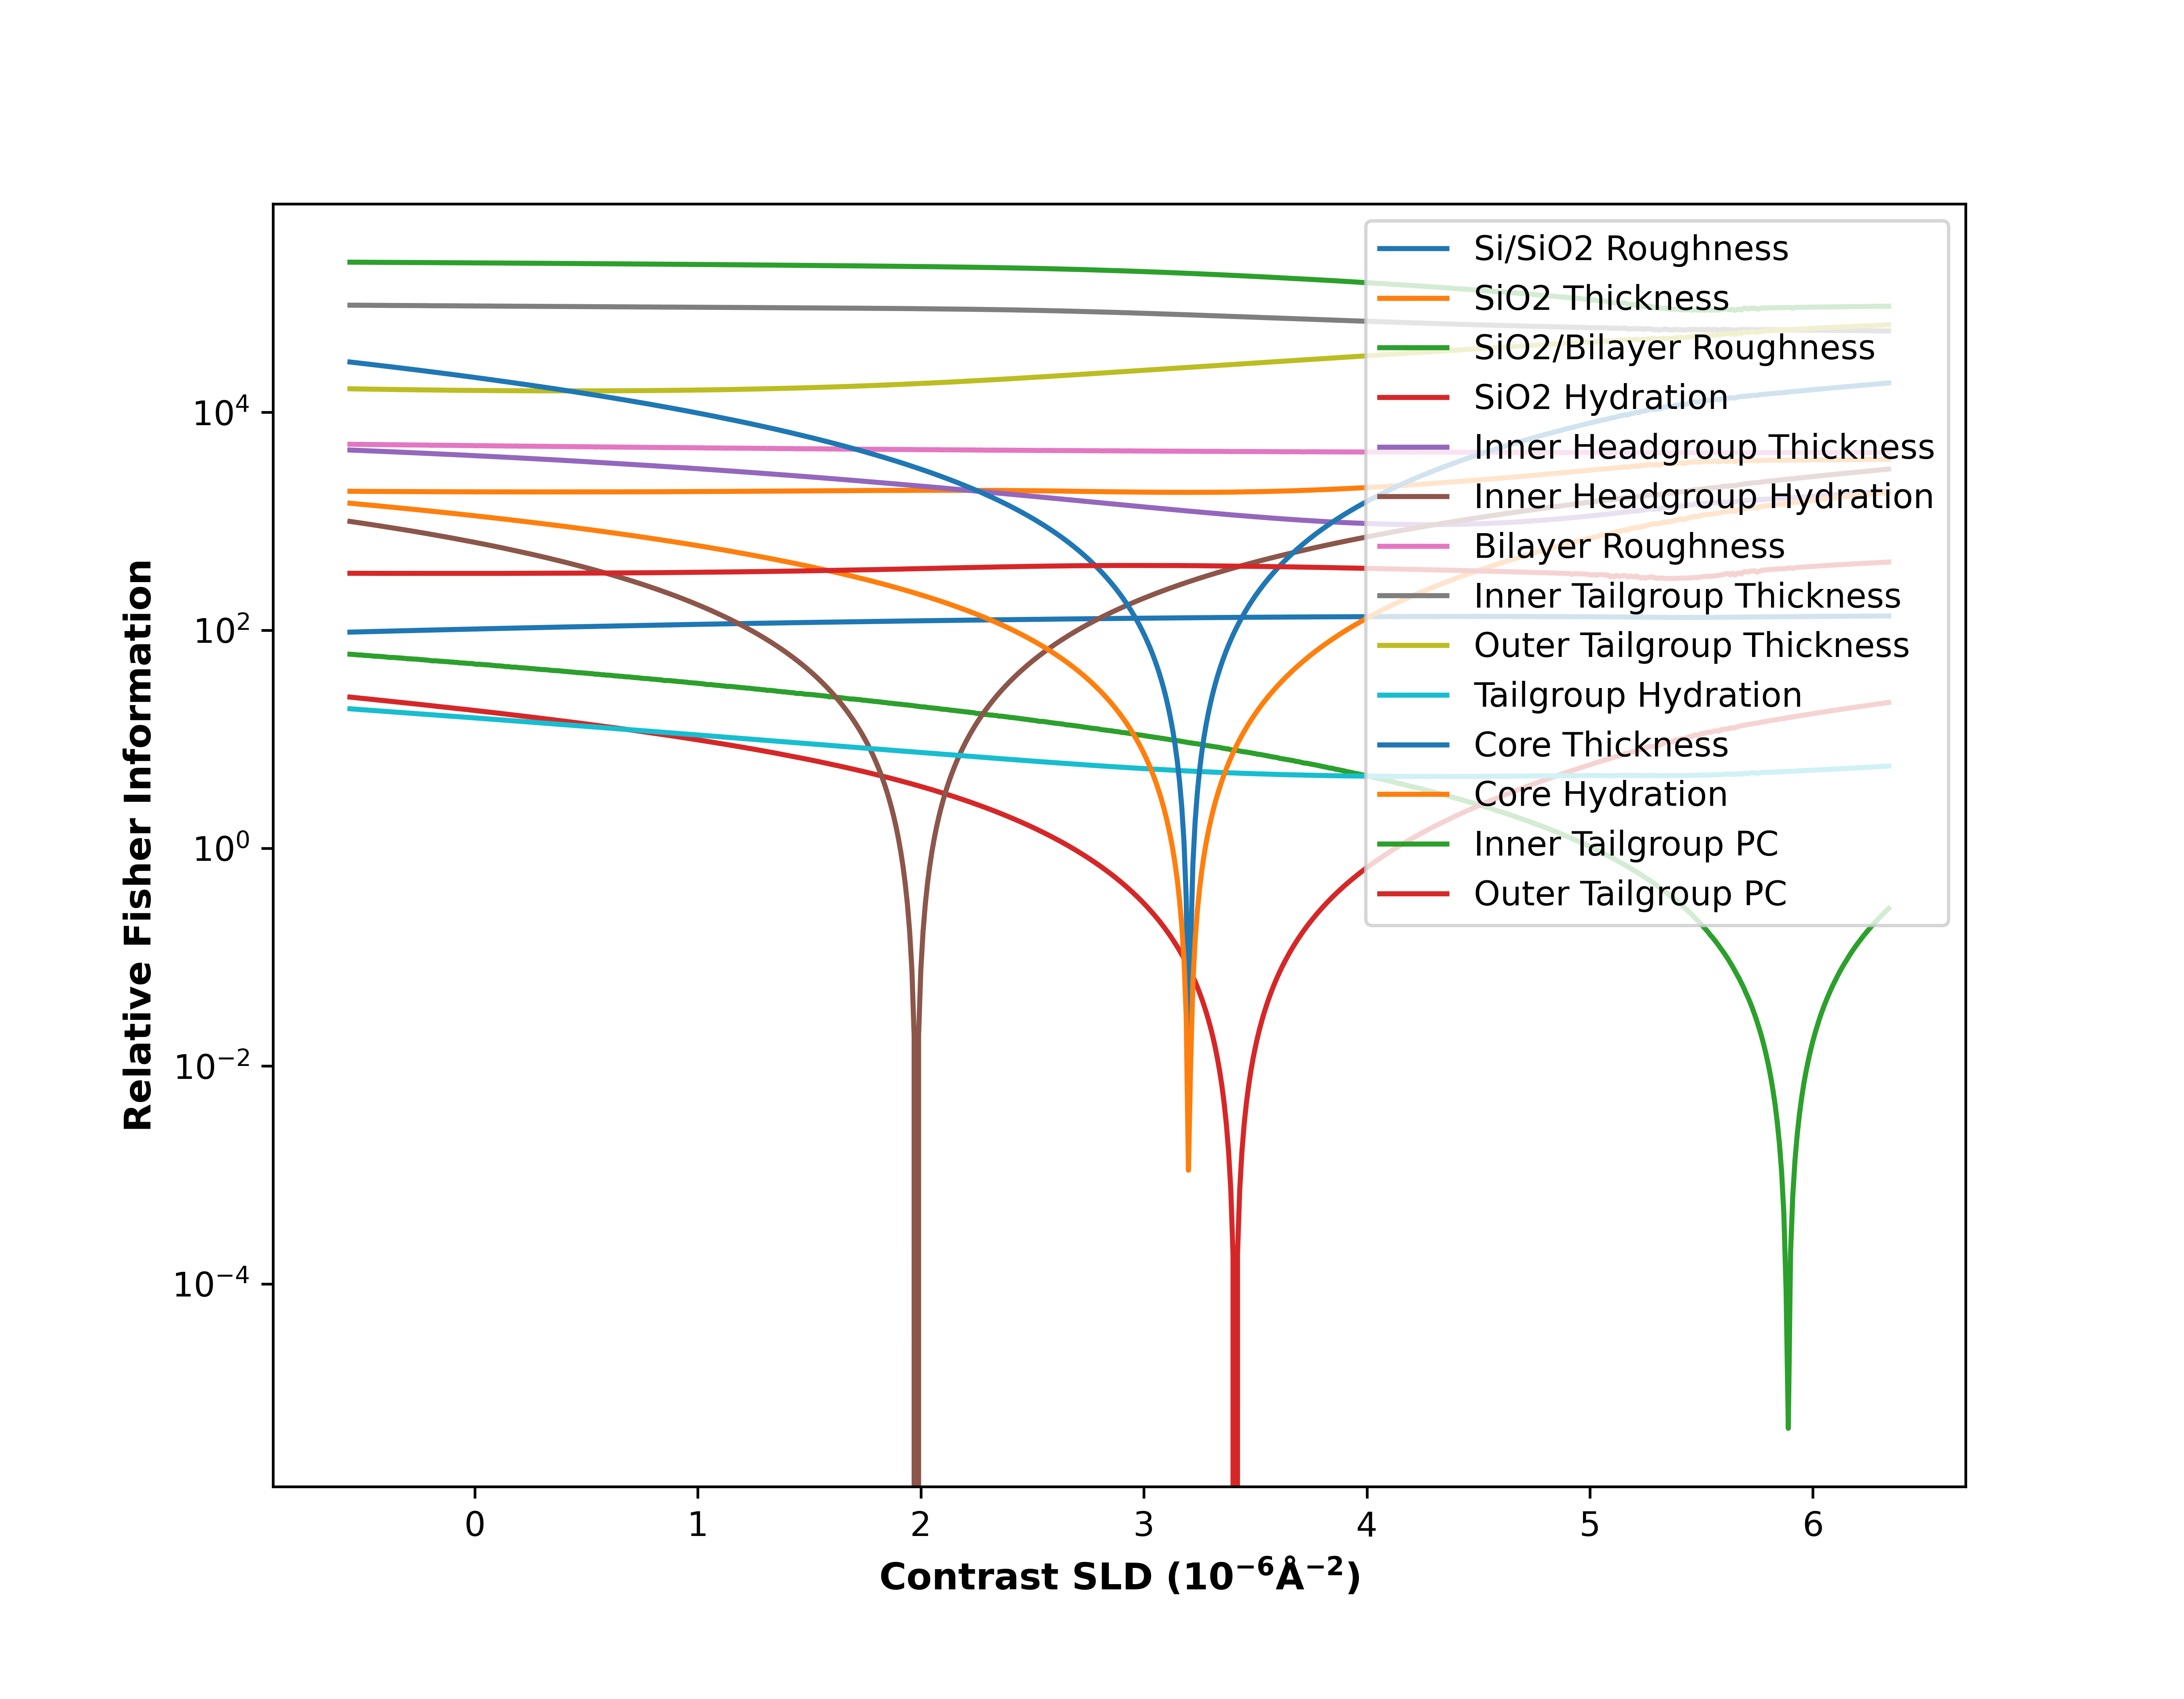 Relative Fisher Information
10⁴
10²
10⁰
10⁻²
10⁻⁴
Si/SiO2 Roughness
SiO2 Thickness
SiO2/Bilayer Roughness
SiO2 Hydration
Inner Headgroup Thickness
Inner Headgroup Hydration
Bilayer Roughness
Inner Tailgroup Thickness
Outer Tailgroup Thickness
Tailgroup Hydration
Core Thickness
Core Hydration
Inner Tailgroup PC
Outer Tailgroup PC
0 1 2 3 4 5 6
Contrast SLD (10⁻⁶Å⁻²)